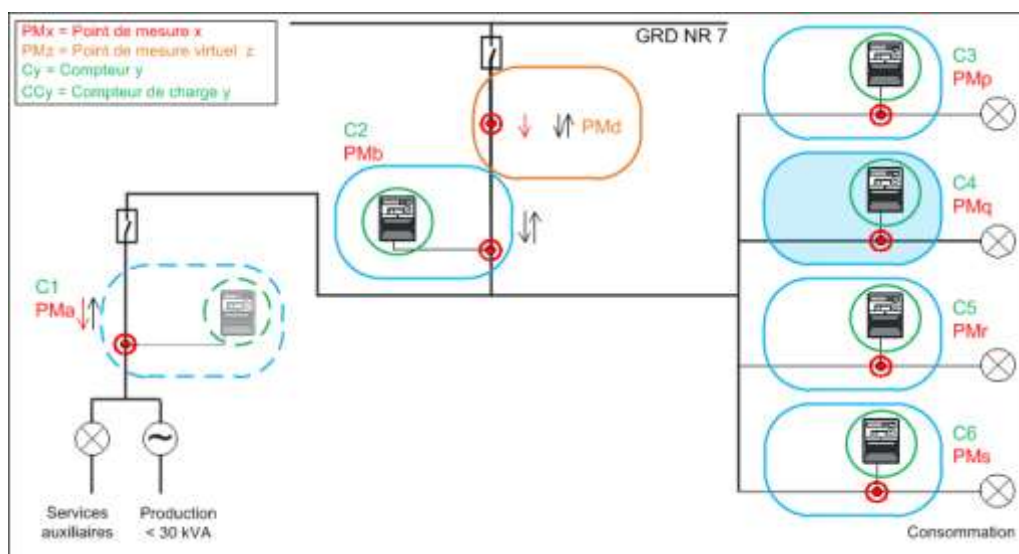 PMx = Point de mesure x
PMz = Point de mesure virtuel z
Cy = Compteur y
CCy = Compteur de charge y
GRD NR 7
C3
PMp
PMd
C2
PMb
C4
PMq
C1
PMa
C5
PMr
C6
PMs
Services
auxiliaires
Production
< 30 kVA
Consommation